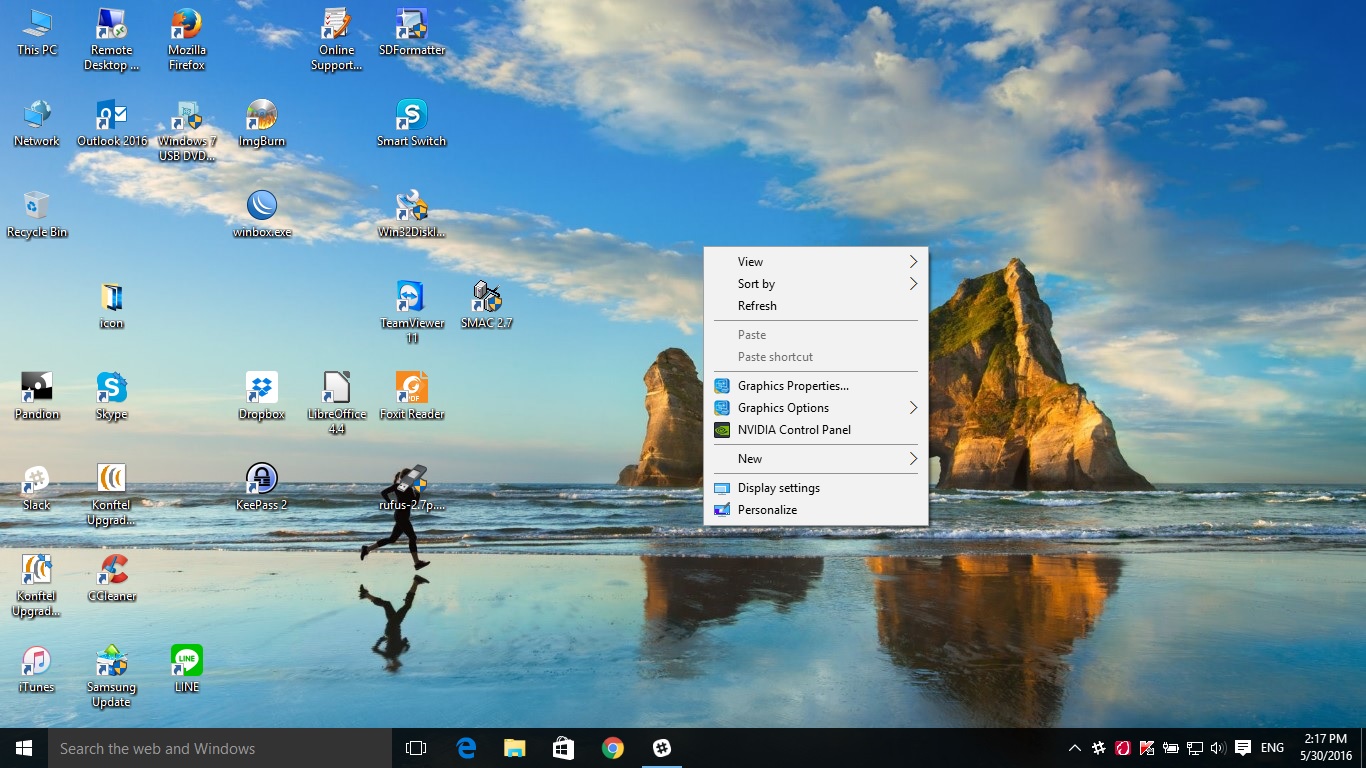 This PC
Remote
Desktop ...
Mozilla
Firefox
Online
Support...
SDFormatter
Network
Outlook 2016
Windows 7
USB DVD...
ImgBurn
Smart Switch
Recycle Bin
winbox.exe
Win32DiskI...
icon
TeamViewer
11
SMAC 2.7
Pandion
Skype
Dropbox
LibreOffice
4.4
Foxit Reader
Slack
Konftel
Upgrad...
KeePass 2
rufus-2.7p....
Konftel
Upgrad...
CCleaner
iTunes
Samsung
Update
LINE
LINE
View
Sort by
Refresh
Paste
Paste shortcut
Graphics Properties...
Graphics Options
NVIDIA Control Panel
New
Display settings
Personalize
Search the web and Windows
ENG
2:17 PM
5/30/2016